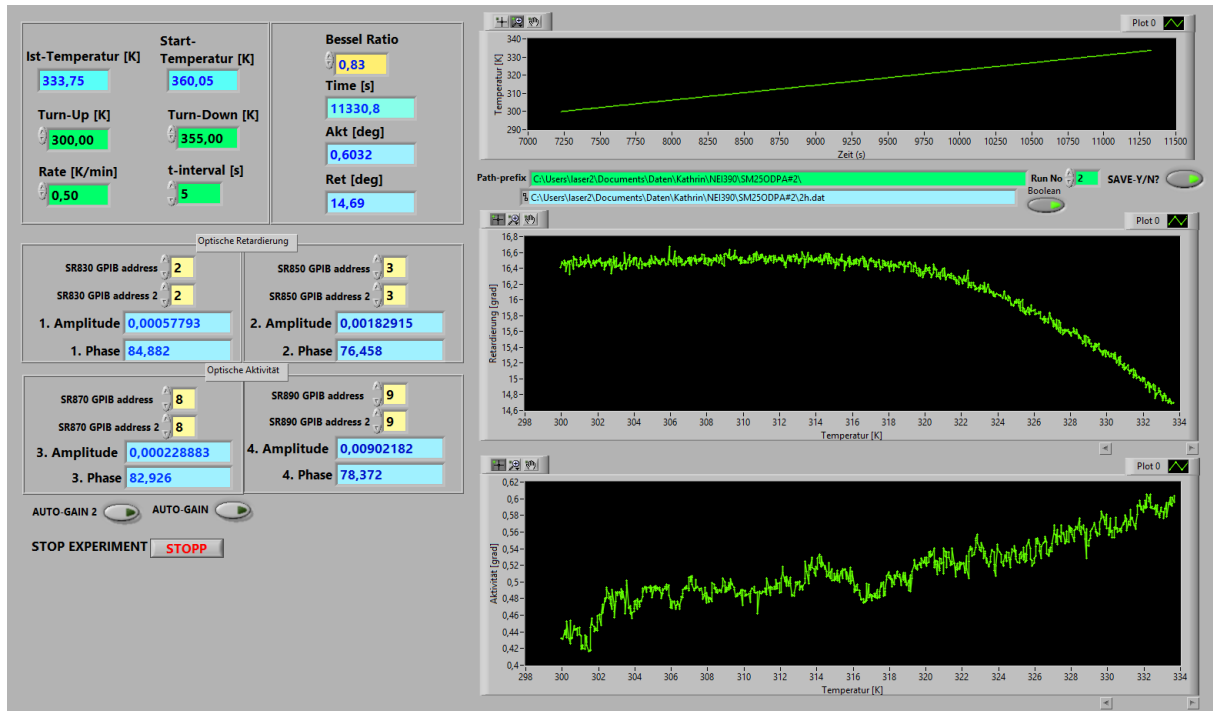 Ist-Temperatur [K]
333,75
Start-
Temperatur [K]
360,05
Turn-Up [K]
300,00
Turn-Down [K]
355,00
Rate [K/min]
0,50
t-interval [s]
5
Bessel Ratio
0,83
Time [s]
11330,8
Akt [deg]
0,6032
Ret [deg]
14,69
Optische Retardierung
SR830 GPIB address 2
SR830 GPIB address 2 2
1. Amplitude 0,00057793
1. Phase 84,882
SR850 GPIB address 3
SR850 GPIB address 2 3
2. Amplitude 0,00182915
2. Phase 76,458
Optische Aktivität
SR870 GPIB address 8
SR870 GPIB address 2 8
3. Amplitude 0,000228883
3. Phase 82,926
SR890 GPIB address 9
SR890 GPIB address 2 9
4. Amplitude 0,00902182
4. Phase 78,372
AUTO-GAIN 2 AUTO-GAIN
STOP EXPERIMENT STOPP
Plot 0
Temperatur [K]
340-
330-
320-
310-
300-
290-
7000 7250 7500 7750 8000 8250 8500 8750 9000 9250 9500 9750 10000 10250 10500 10750 11000 11250 11500
Zeit (s)
Path-prefix C:\Users\laser2\Documents\Daten\Kathrin\NEI390\SM25ODPA#2\ Run No 2 SAVE-Y/N?
C:\Users\laser2\Documents\Daten\Kathrin\NEI390\SM25ODPA#2\2h.dat
Boolean
Plot 0
Retardierung [grad]
16,8-
16,6-
16,4-
16,2-
16-
15,8-
15,6-
15,4-
15,2-
15-
14,8-
14,6-
298 300 302 304 306 308 310 312 314 316 318 320 322 324 326 328 330 332 334
Temperatur [K]
Plot 0
Aktivität [grad]
0,62-
0,6-
0,58-
0,56-
0,54-
0,52-
0,5-
0,48-
0,46-
0,44-
0,42-
0,4-
298 300 302 304 306 308 310 312 314 316 318 320 322 324 326 328 330 332 334
Temperatur [K]